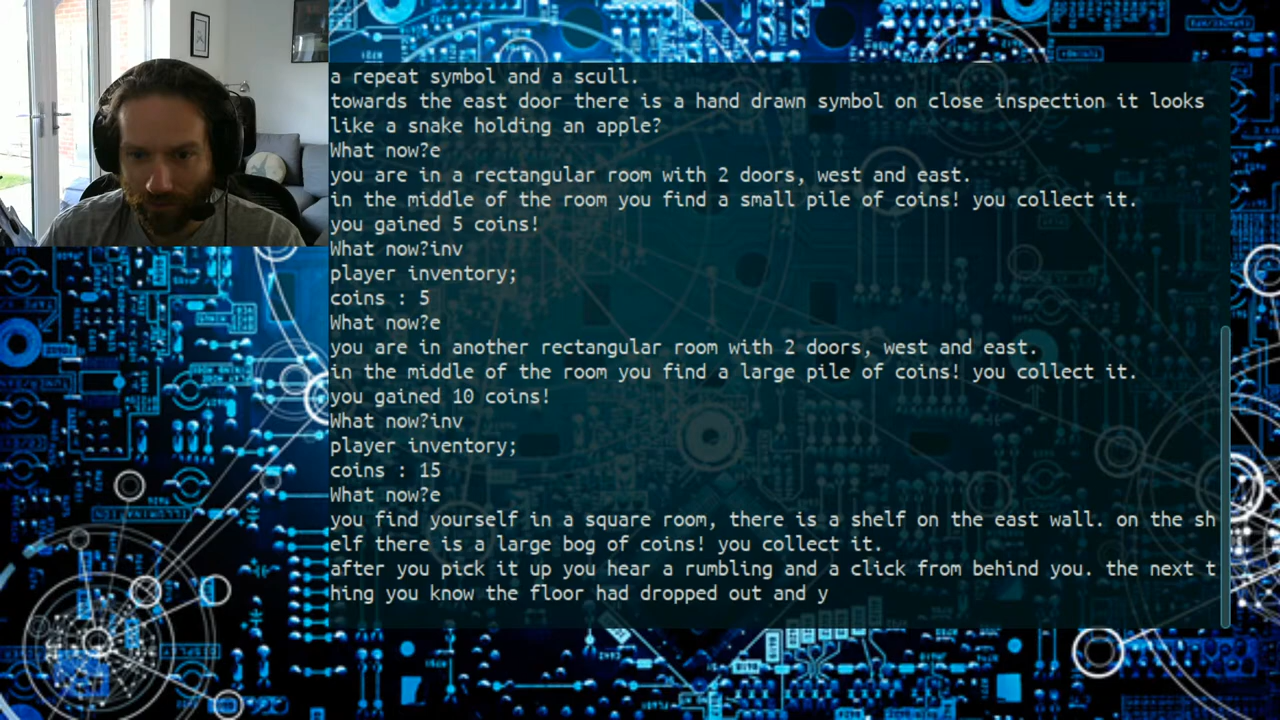 a repeat symbol and a scull.
towards the east door there is a hand drawn symbol on close inspection it looks
like a snake holding an apple?
What now?e
you are in a rectangular room with 2 doors, west and east.
in the middle of the room you find a small pile of coins! you collect it.
you gained 5 coins!
What now?inv
player inventory;
coins : 5
What now?e
you are in another rectangular room with 2 doors, west and east.
in the middle of the room you find a large pile of coins! you collect it.
you gained 10 coins!
What now?inv
player inventory;
coins : 15
What now?e
you find yourself in a square room, there is a shelf on the east wall. on the sh
elf there is a large bog of coins! you collect it.
after you pick it up you hear a rumbling and a click from behind you. the next t
hing you know the floor had dropped out and y